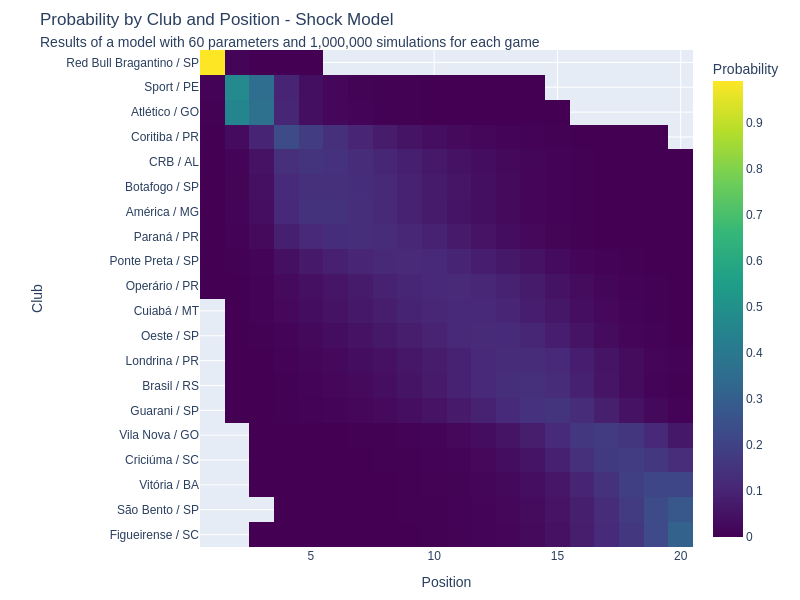 Probability by Club and Position - Shock Model
Results of a model with 60 parameters and 1,000,000 simulations for each game
Probability
Red Bull Bragantino / SP
Sport / PE
Atlético / GO
Coritiba / PR
CRB / AL
Botafogo / SP
América / MG
Paraná / PR
Ponte Preta / SP
Operário / PR
Cuiabá / MT
Oeste / SP
Londrina / PR
Brasil / RS
Guarani / SP
Vila Nova / GO
Criciúma / SC
Vitória / BA
São Bento / SP
Figueirense / SC
Club
5
10
15
20
Position
0.9
0.8
0.7
0.6
0.5
0.4
0.3
0.2
0.1
0